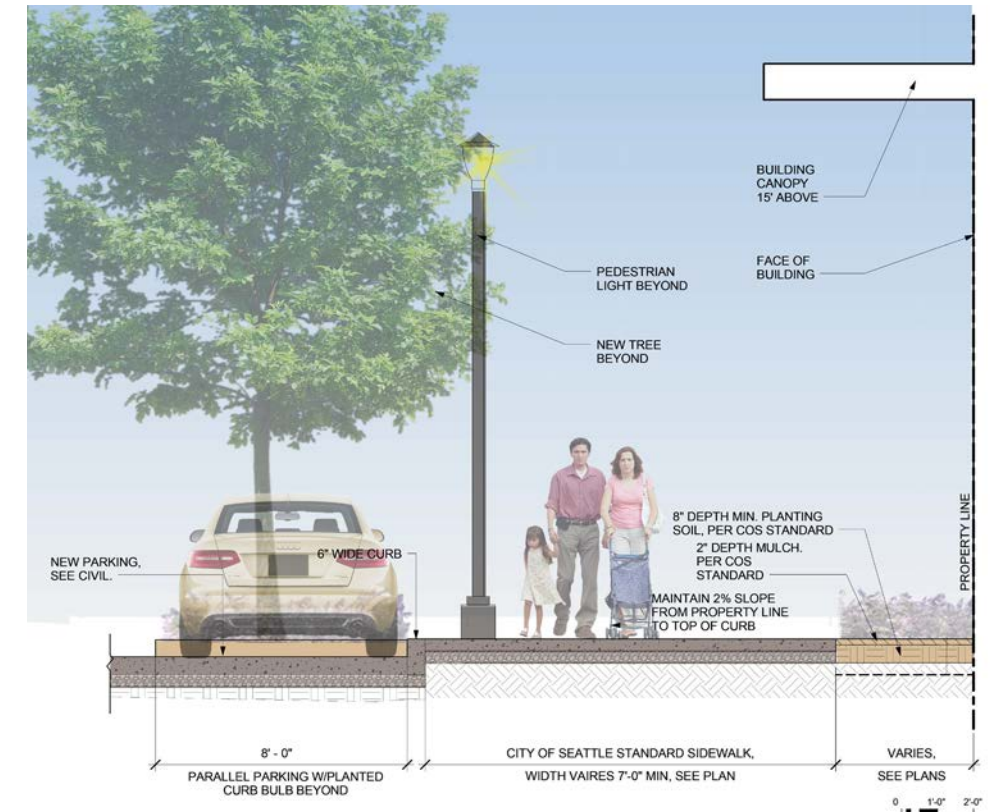 BUILDING
CANOPY
15' ABOVE
FACE OF
BUILDING
PEDESTRIAN
LIGHT BEYOND
NEW TREE
BEYOND
PROPERTY LINE
8" DEPTH MIN. PLANTING
SOIL, PER COS STANDARD
2" DEPTH MULCH.
PER COS
STANDARD
NEW PARKING,
SEE CIVIL.
6" WIDE CURB
MAINTAIN 2% SLOPE
FROM PROPERTY LINE
TO TOP OF CURB
8' - 0"
PARALLEL PARKING W/PLANTED
CURB BULB BEYOND
CITY OF SEATTLE STANDARD SIDEWALK,
WIDTH VAIRES 7'-0" MIN, SEE PLAN
VARIES,
SEE PLANS
0 1'-0" 2'-0"